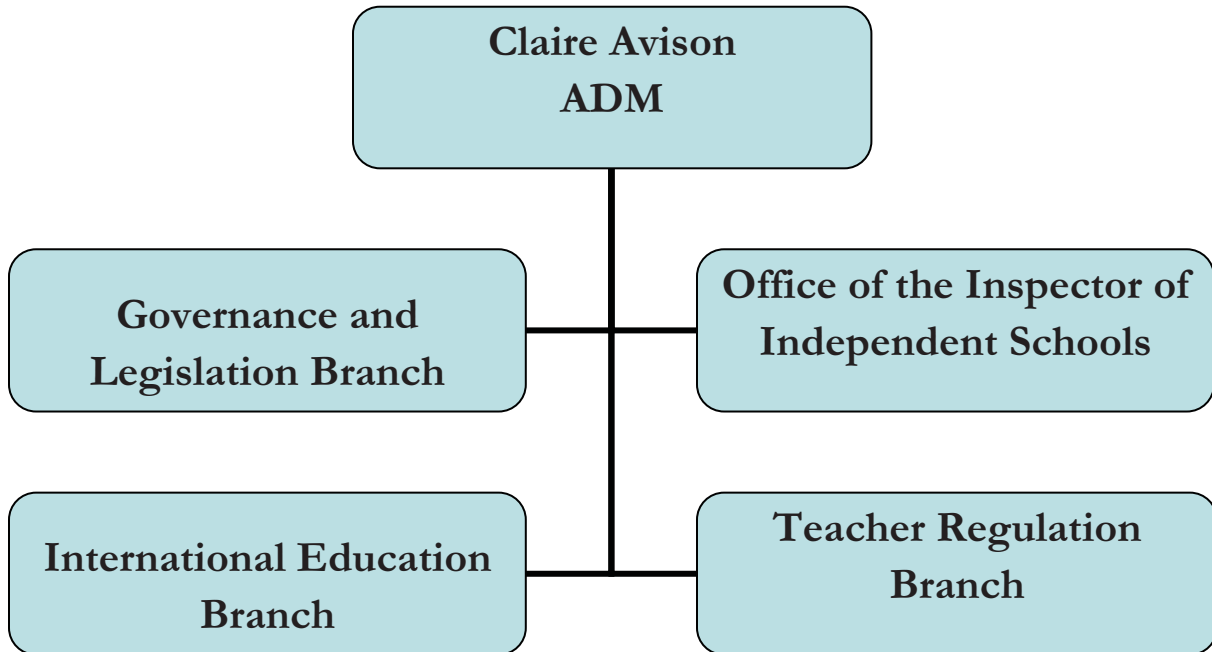 Claire Avison
ADM
Governance and
Legislation Branch
Office of the Inspector of
Independent Schools
International Education
Branch
Teacher Regulation
Branch